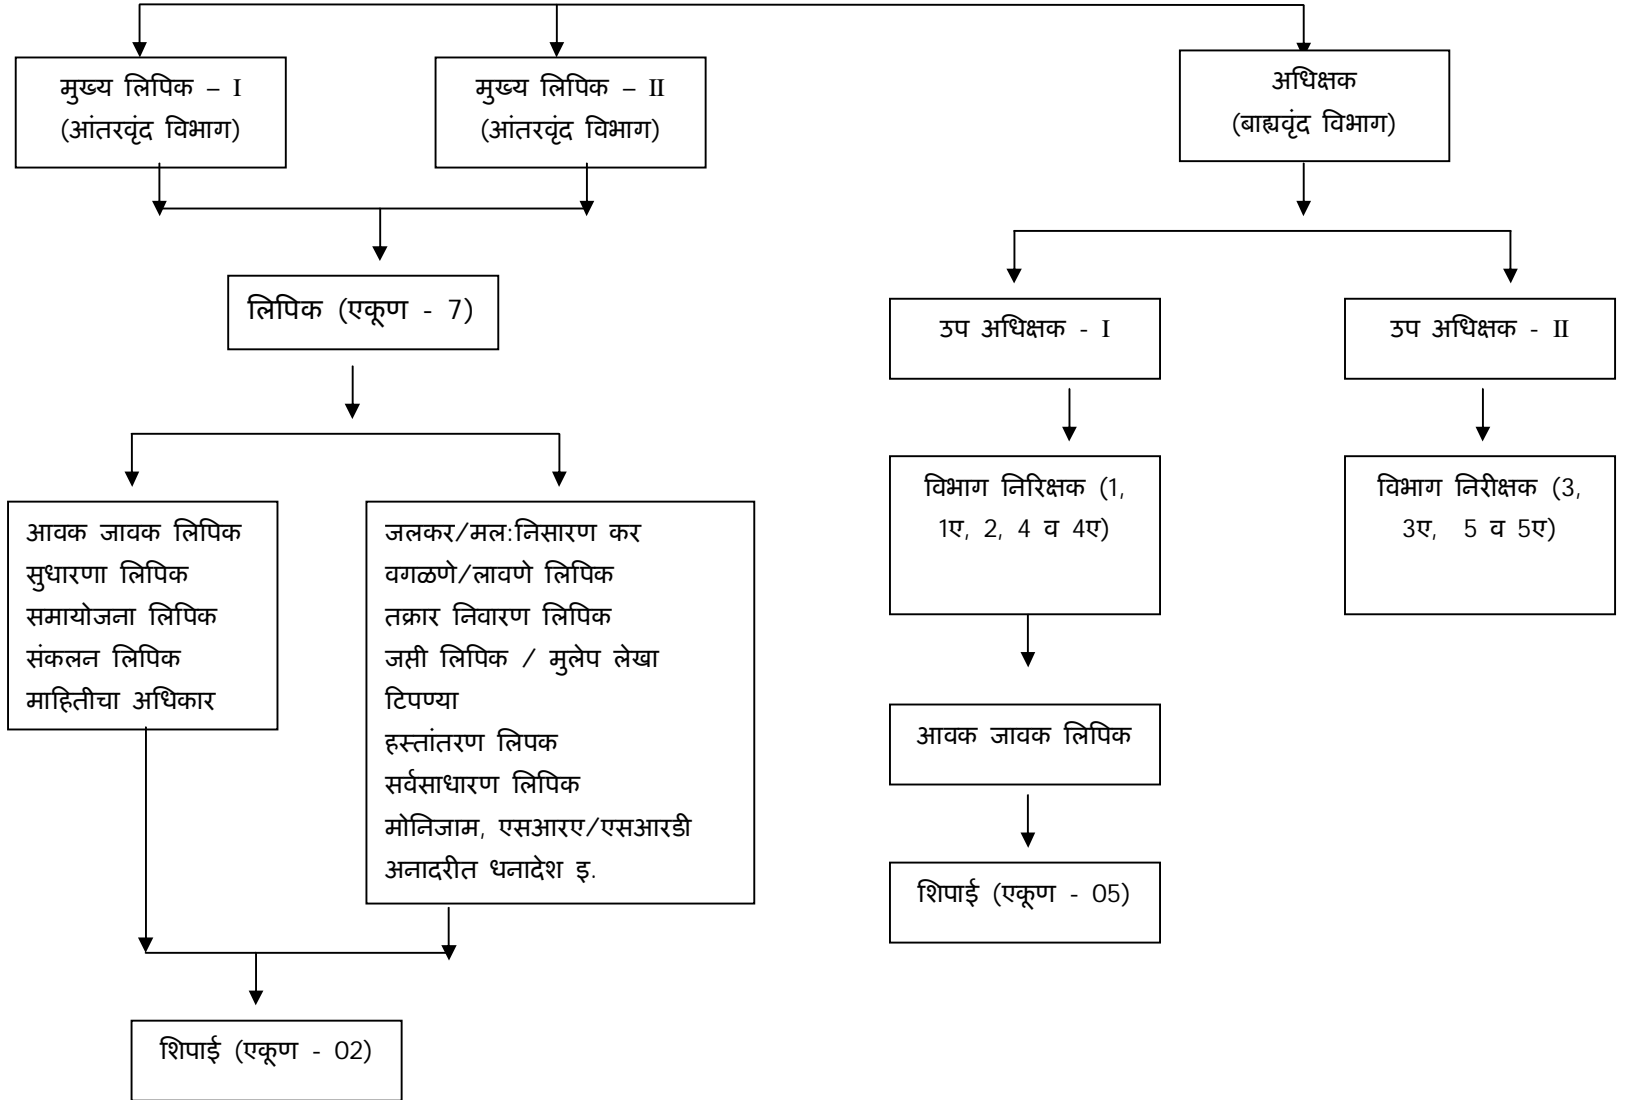 मुख्य लिपिक – I
(आंतरवृंद विभाग)
मुख्य लिपिक – II
(आंतरवृंद विभाग)
अधिक्षक
(बाह्यवृंद विभाग)
लिपिक (एकूण - 7)
उप अधिक्षक - I
उप अधिक्षक - II
विभाग निरिक्षक (1,
1ए, 2, 4 व 4ए)
विभाग निरीक्षक (3,
3ए, 5 व 5ए)
आवक जावक लिपिक
सुधारणा लिपिक
समायोजना लिपिक
संकलन लिपिक
माहितीचा अधिकार
जलकर/मल:निसारण कर
वगळणे/लावणे लिपिक
तक्रार निवारण लिपिक
जप्ती लिपिक / मुलेप लेखा
टिपण्या
हस्तांतरण लिपक
सर्वसाधारण लिपिक
मोनिजाम, एसआरए/एसआरडी
अनादरीत धनादेश इ.
आवक जावक लिपिक
शिपाई (एकूण - 05)
शिपाई (एकूण - 02)